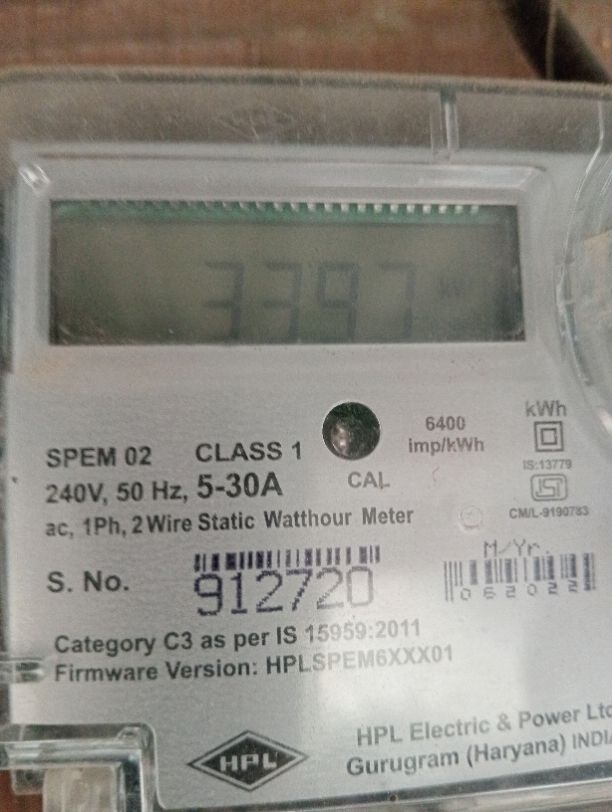 3397
SPEM 02 CLASS 1
6400
imp/kWh
kWh
240V, 50 Hz, 5-30A
CAL
IS:13779
ISI
CM/L-9190783
ac, 1Ph, 2 Wire Static Watthour Meter
M/Yr.
S. No. 912720
062022
Category C3 as per IS 15959:2011
Firmware Version: HPLSPEM6XXX01
HPL
HPL Electric & Power Ltd
Gurugram (Haryana) INDIA